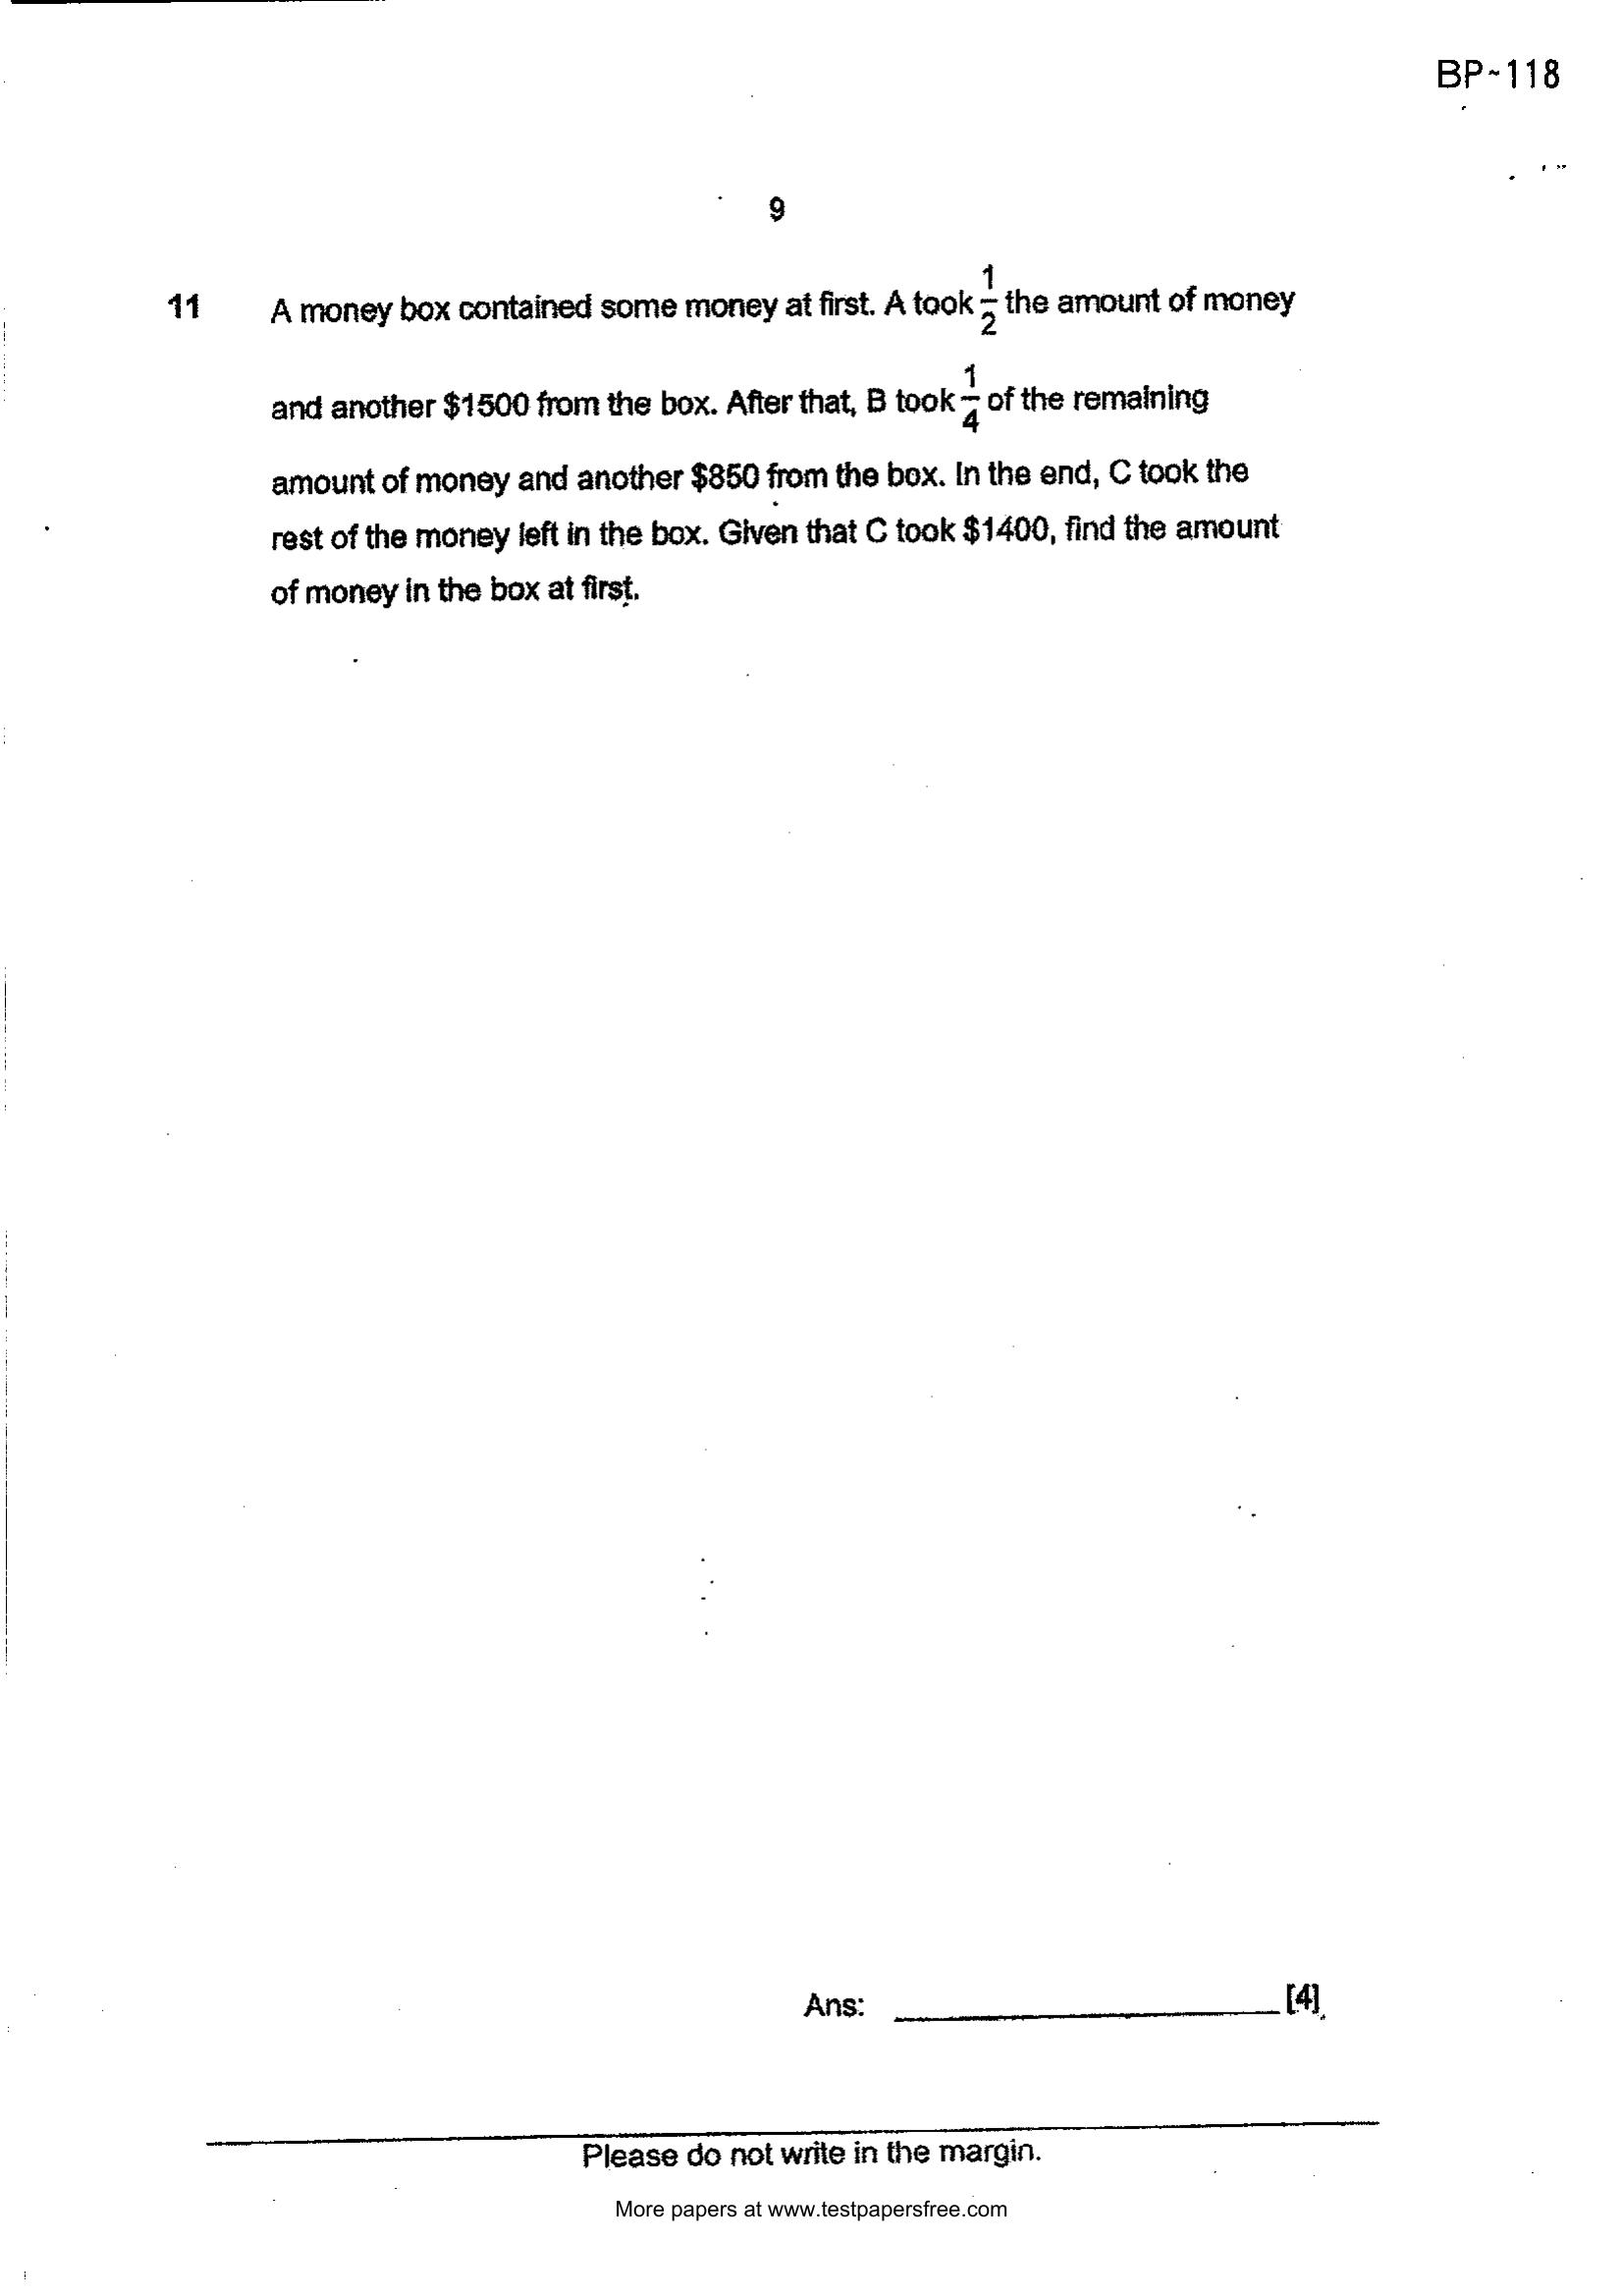 BP~118
9
11 A money box contained some money at first. A took 1/2 the amount of money
and another $1500 from the box. After that, B took 1/4 of the remaining
amount of money and another $850 from the box. In the end, C took the
rest of the money left in the box. Given that C took $1400, find the amount
of money in the box at first.
Ans: ____________________ [4]
Please do not write in the margin.
More papers at www.testpapersfree.com